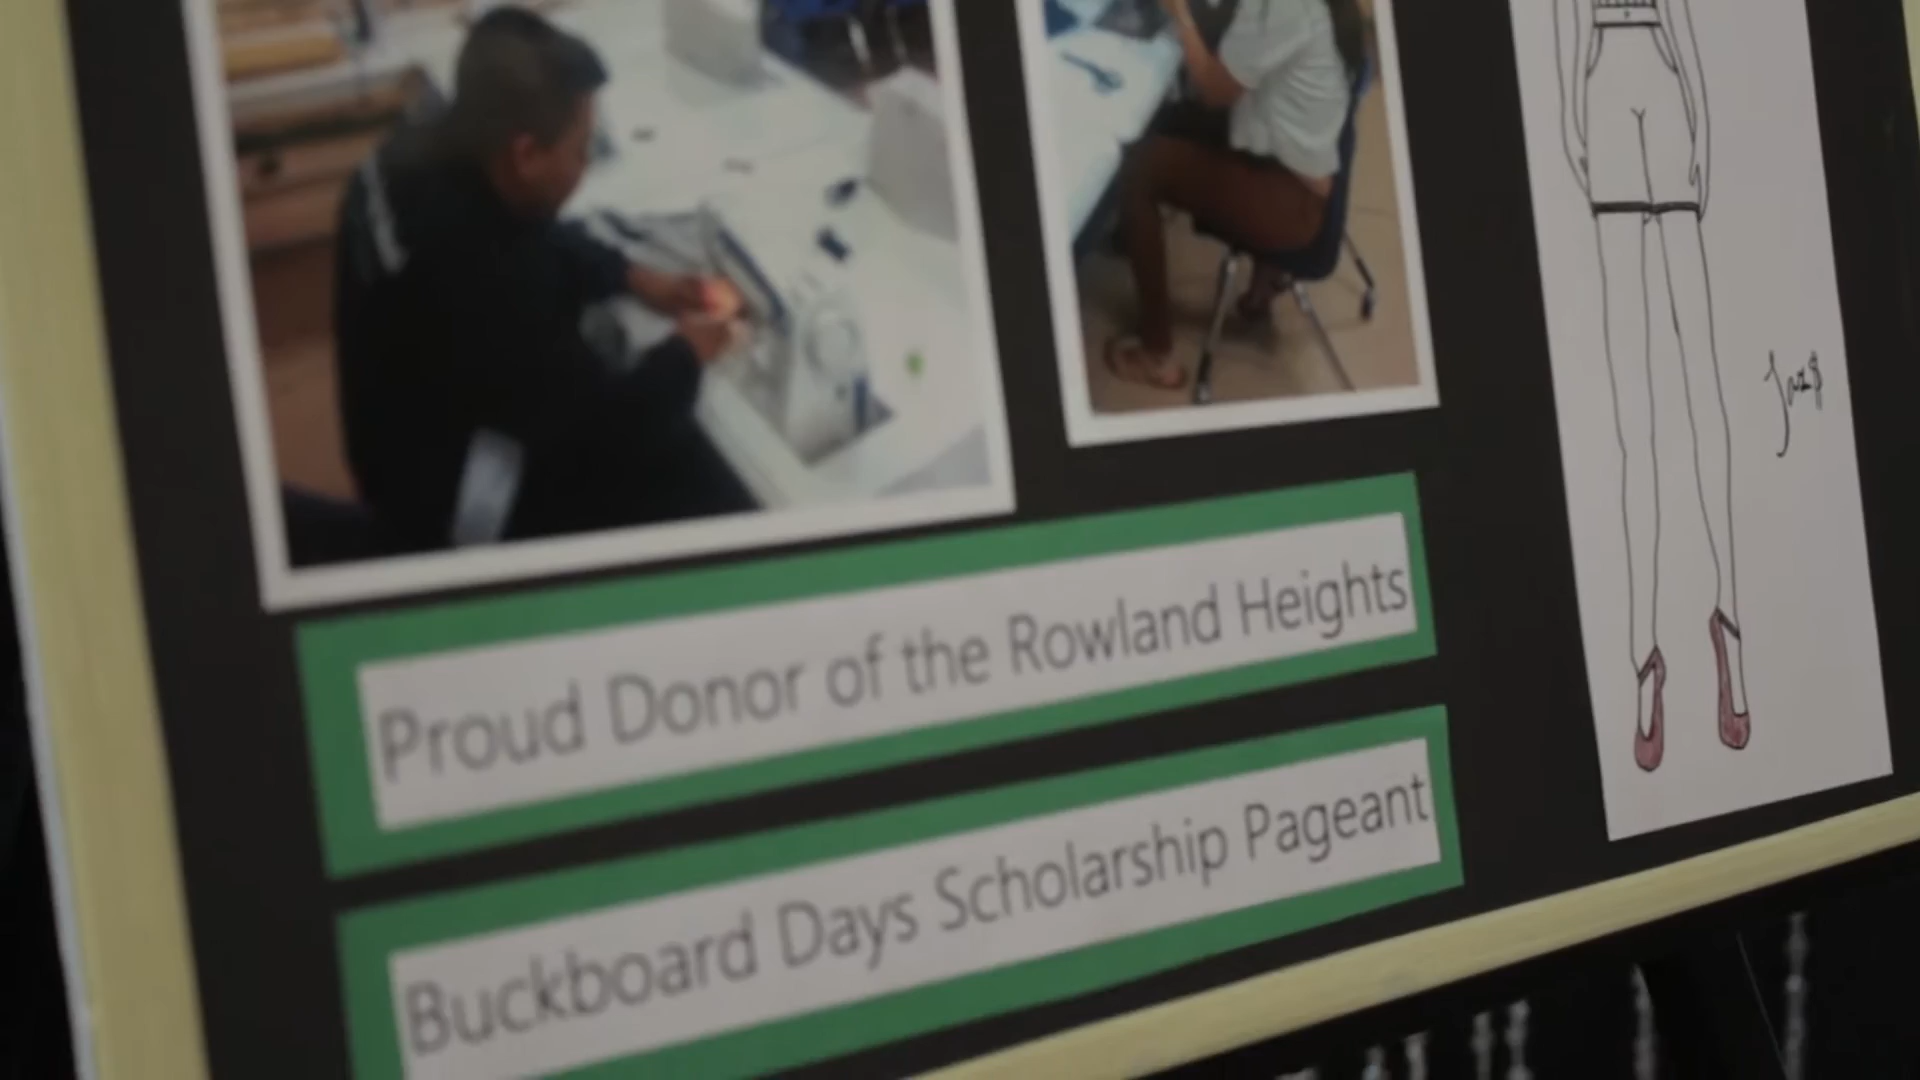 Proud Donor of the Rowland Heights
Buckboard Days Scholarship Pageant